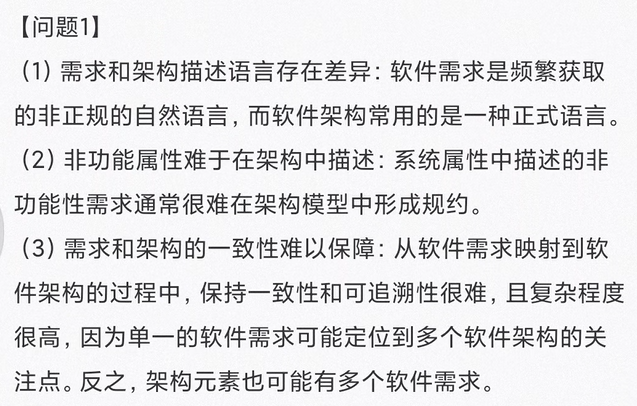 【问题1】
（1）需求和架构描述语言存在差异：软件需求是频繁获取
的非正规的自然语言，而软件架构常用的是一种正式语言。
（2）非功能属性难于在架构中描述：系统属性中描述的非
功能性需求通常很难在架构模型中形成规约。
（3）需求和架构的一致性难以保障：从软件需求映射到软
件架构的过程中，保持一致性和可追溯性很难，且复杂程度
很高，因为单一的软件需求可能定位到多个软件架构的关
注点。反之，架构元素也可能有多个软件需求。